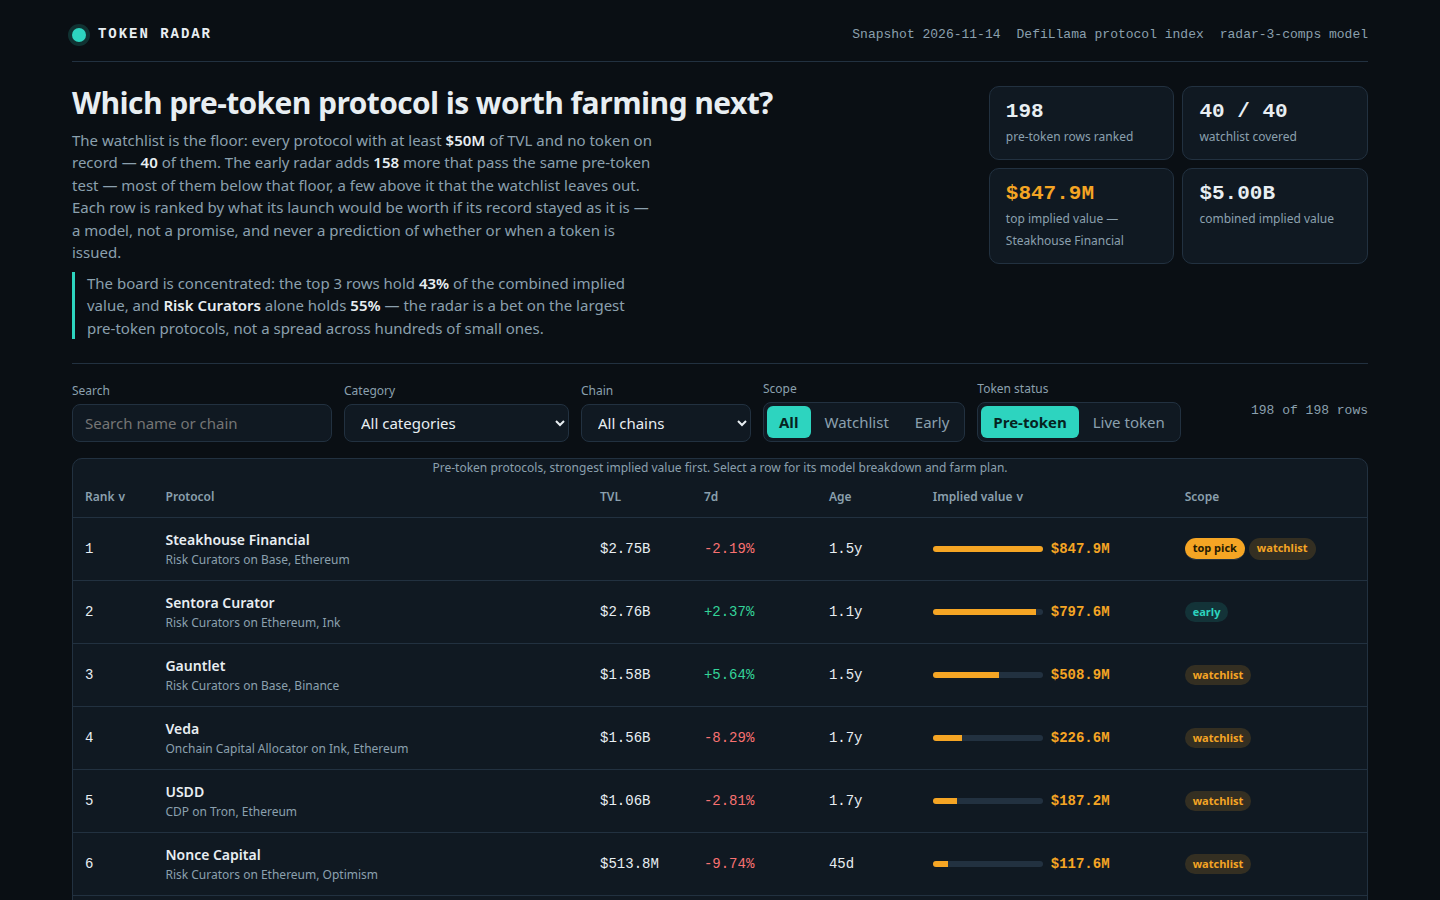 TOKEN RADAR
Snapshot 2026-11-14 DefiLlama protocol index radar-3-comps model
Which pre-token protocol is worth farming next?
The watchlist is the floor: every protocol with at least $50M of TVL and no token on
record — 40 of them. The early radar adds 158 more that pass the same pre-token
test — most of them below that floor, a few above it that the watchlist leaves out.
Each row is ranked by what its launch would be worth if its record stayed as it is —
a model, not a promise, and never a prediction of whether or when a token is
issued.
The board is concentrated: the top 3 rows hold 43% of the combined implied
value, and Risk Curators alone holds 55% — the radar is a bet on the largest
pre-token protocols, not a spread across hundreds of small ones.
198
pre-token rows ranked
40 / 40
watchlist covered
$847.9M
top implied value —
Steakhouse Financial
$5.00B
combined implied value
Search
Search name or chain
Category
All categories
Chain
All chains
Scope
All Watchlist Early
Token status
Pre-token Live token
198 of 198 rows
Pre-token protocols, strongest implied value first. Select a row for its model breakdown and farm plan.
Rank v Protocol TVL 7d Age Implied value v Scope
1 Steakhouse Financial $2.75B -2.19% 1.5y $847.9M top pick watchlist
Risk Curators on Base, Ethereum
2 Sentora Curator $2.76B +2.37% 1.1y $797.6M early
Risk Curators on Ethereum, Ink
3 Gauntlet $1.58B +5.64% 1.5y $508.9M watchlist
Risk Curators on Base, Binance
4 Veda $1.56B -8.29% 1.7y $226.6M watchlist
Onchain Capital Allocator on Ink, Ethereum
5 USDD $1.06B -2.81% 1.7y $187.2M watchlist
CDP on Tron, Ethereum
6 Nonce Capital $513.8M -9.74% 45d $117.6M watchlist
Risk Curators on Ethereum, Optimism